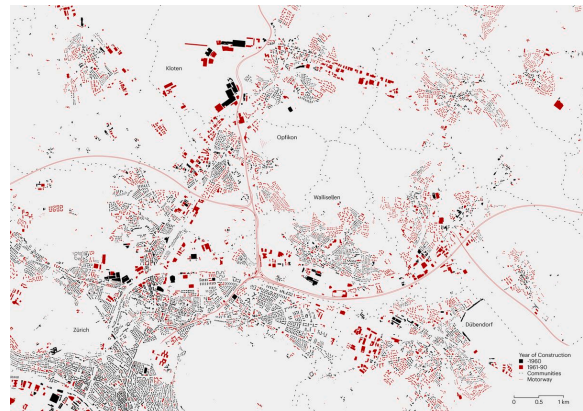 Kloten
Opfikon
Wallisellen
Zürich
Dübendorf
Year of Construction
-1960
1961-90
Communities
Motorway
0 0.5 1 km